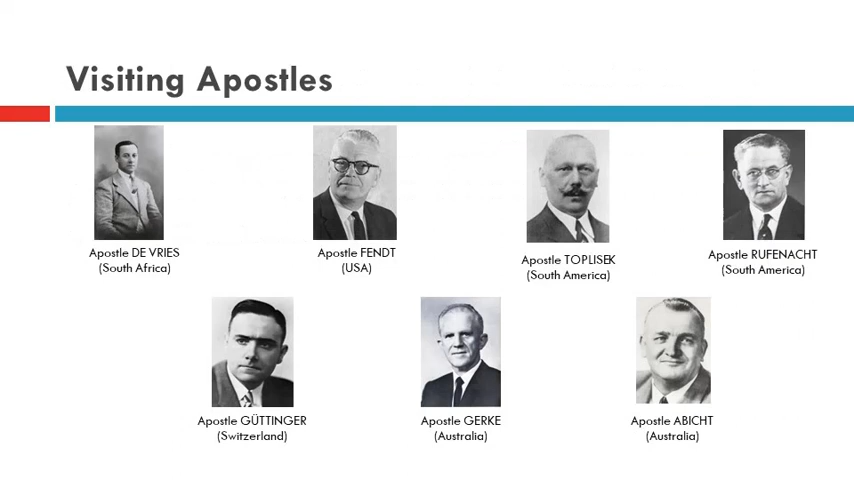 Visiting Apostles
Apostle DE VRIES
(South Africa)
Apostle FENDT
(USA)
Apostle TOPLISEK
(South America)
Apostle RUFENACHT
(South America)
Apostle GÜTTINGER
(Switzerland)
Apostle GERKE
(Australia)
Apostle ABICHT
(Australia)